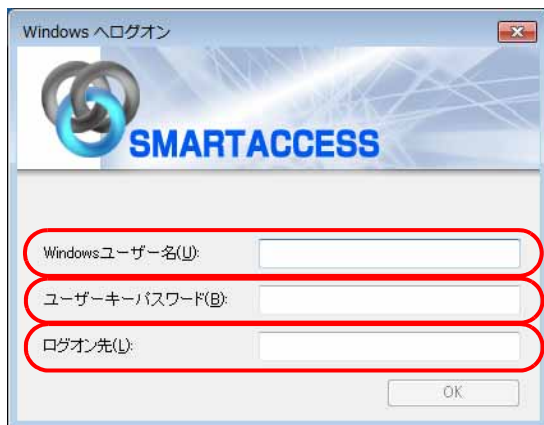 Windows へログオン
SMARTACCESS
Windowsユーザー名(U):
ユーザーキーパスワード(B):
ログオン先(L):
OK